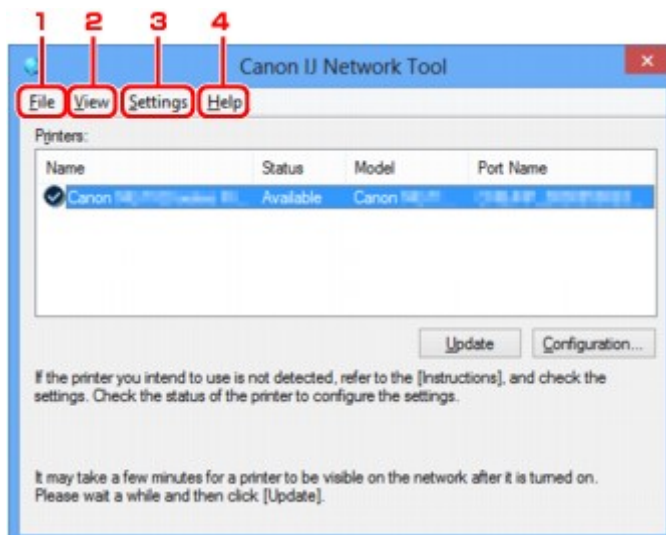 1 2 3 4
Canon IJ Network Tool
File View Settings Help
Printers:
Name Status Model Port Name
Canon Available Canon
Update Configuration...
If the printer you intend to use is not detected, refer to the [Instructions], and check the
settings. Check the status of the printer to configure the settings.
It may take a few minutes for a printer to be visible on the network after it is turned on.
Please wait a while and then click [Update].